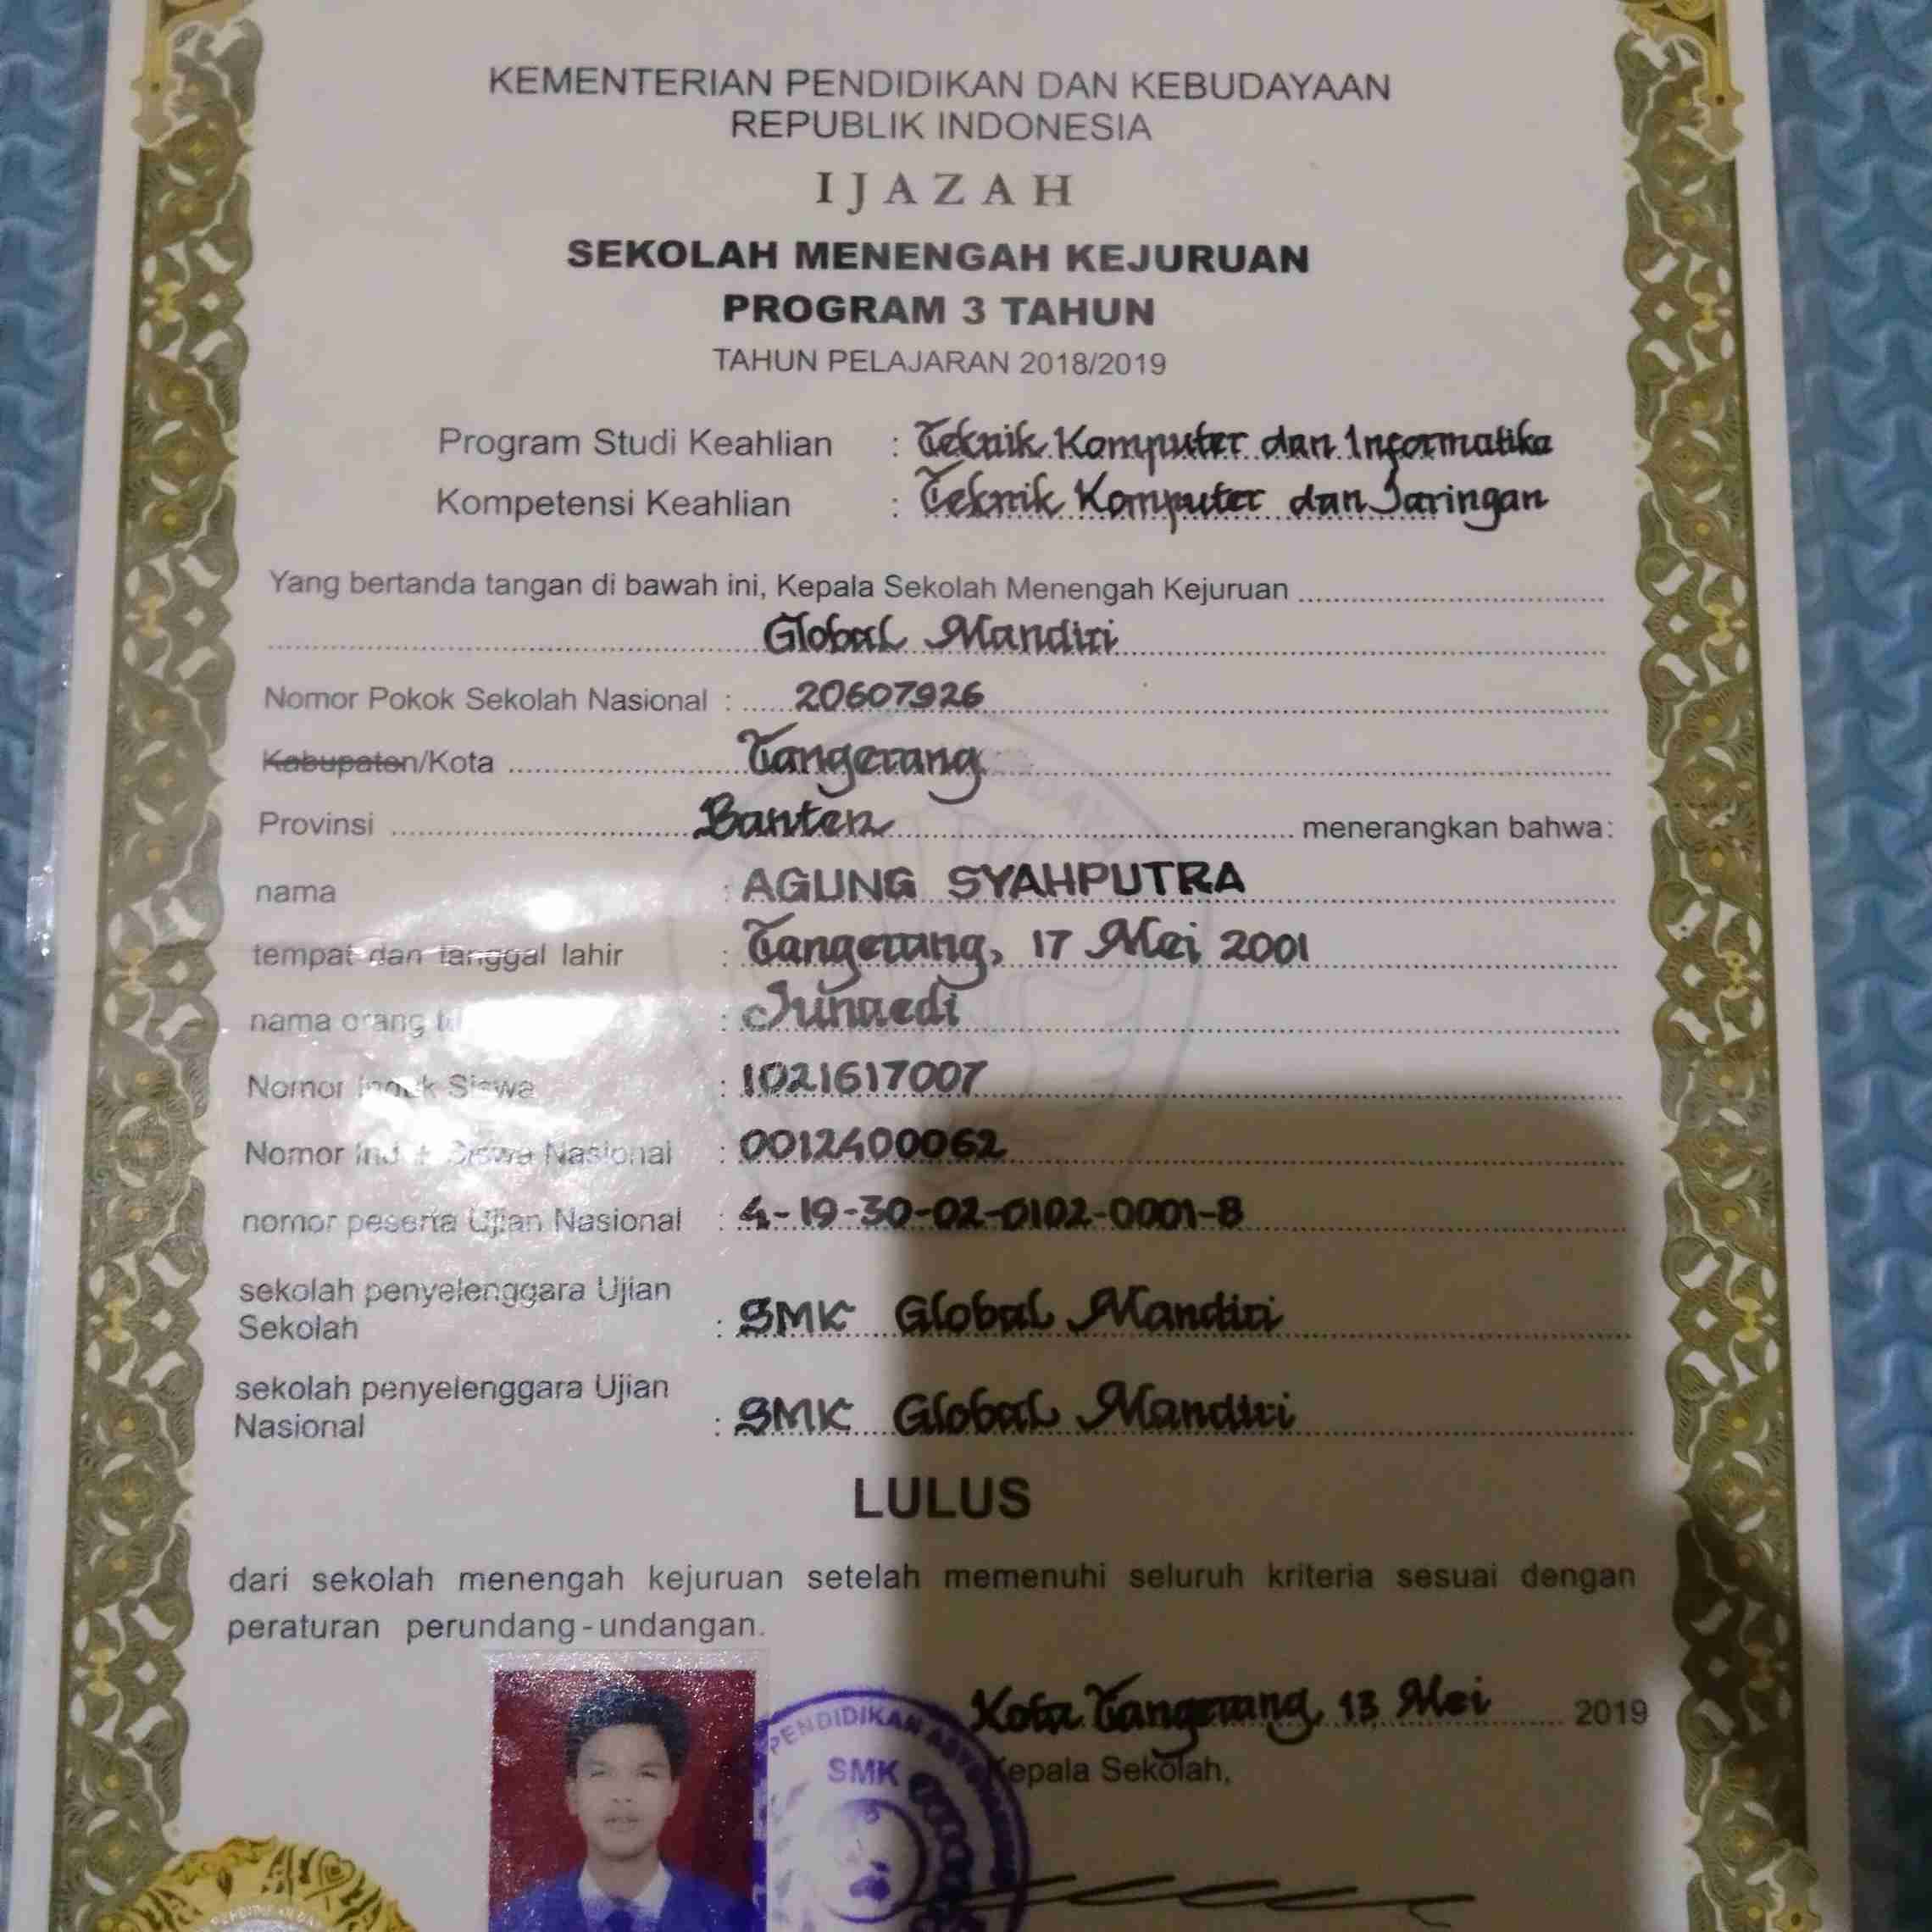 KEMENTERIAN PENDIDIKAN DAN KEBUDAYAAN
REPUBLIK INDONESIA
IJAZAH
SEKOLAH MENENGAH KEJURUAN
PROGRAM 3 TAHUN
TAHUN PELAJARAN 2018/2019
Program Studi Keahlian : Teknik Komputer dan Informatika
Kompetensi Keahlian : Teknik Komputer dan Jaringan
Yang bertanda tangan di bawah ini, Kepala Sekolah Menengah Kejuruan
Global Mandiri
Nomor Pokok Sekolah Nasional : 20607926
Kabupaten/Kota Tangerang
Provinsi Banten menerangkan bahwa:
nama : AGUNG SYAHPUTRA
tempat dan tanggal lahir : Tangerang, 17 Mei 2001
nama orang : Junaedi
Nomor Induk Siswa : 1021617007
Nomor Induk Siswa Nasional : 0012400062
nomor peserta Ujian Nasional : 4-19-30-02-0102-0001-8
sekolah penyelenggara Ujian
Sekolah : SMK Global Mandiri
sekolah penyelenggara Ujian
Nasional : SMK Global Mandiri
LULUS
dari sekolah menengah kejuruan setelah memenuhi seluruh kriteria sesuai dengan
peraturan perundang-undangan.
Kota Tangerang, 13 Mei 2019
Kepala Sekolah,
PENDIDIKAN
SMK